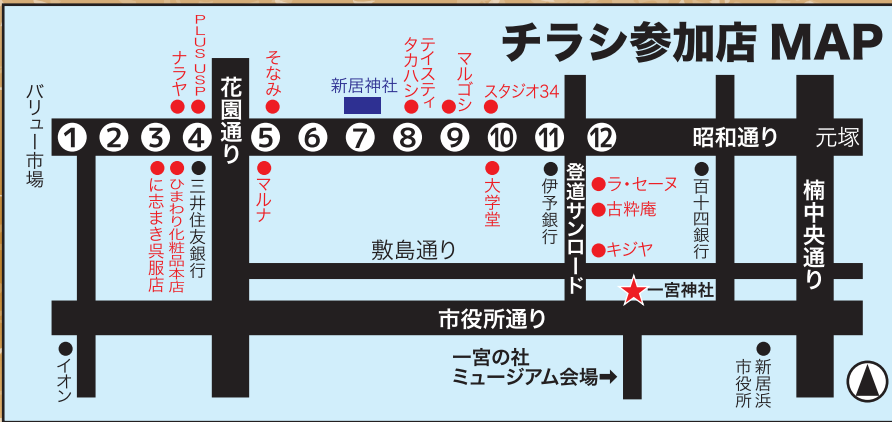 チラシ参加店 MAP
バリュー市場
ナラヤ
PLUS USP
花園通り
そなみ
新居神社
テイスティ
タカハシ
マルゴシ
スタジオ34
① ② ③ ④ ⑤ ⑥ ⑦ ⑧ ⑨ ⑩ ⑪ ⑫
昭和通り
元塚
に志まき呉服店
ひまわり化粧品本店
三井住友銀行
マルナ
大学堂
伊予銀行
登道サンロード
ラ・セーヌ
古粋庵
キジヤ
百十四銀行
楠中央通り
敷島通り
一宮神社
市役所通り
イオン
一宮の社
ミュージアム会場➡
新居浜
市役所